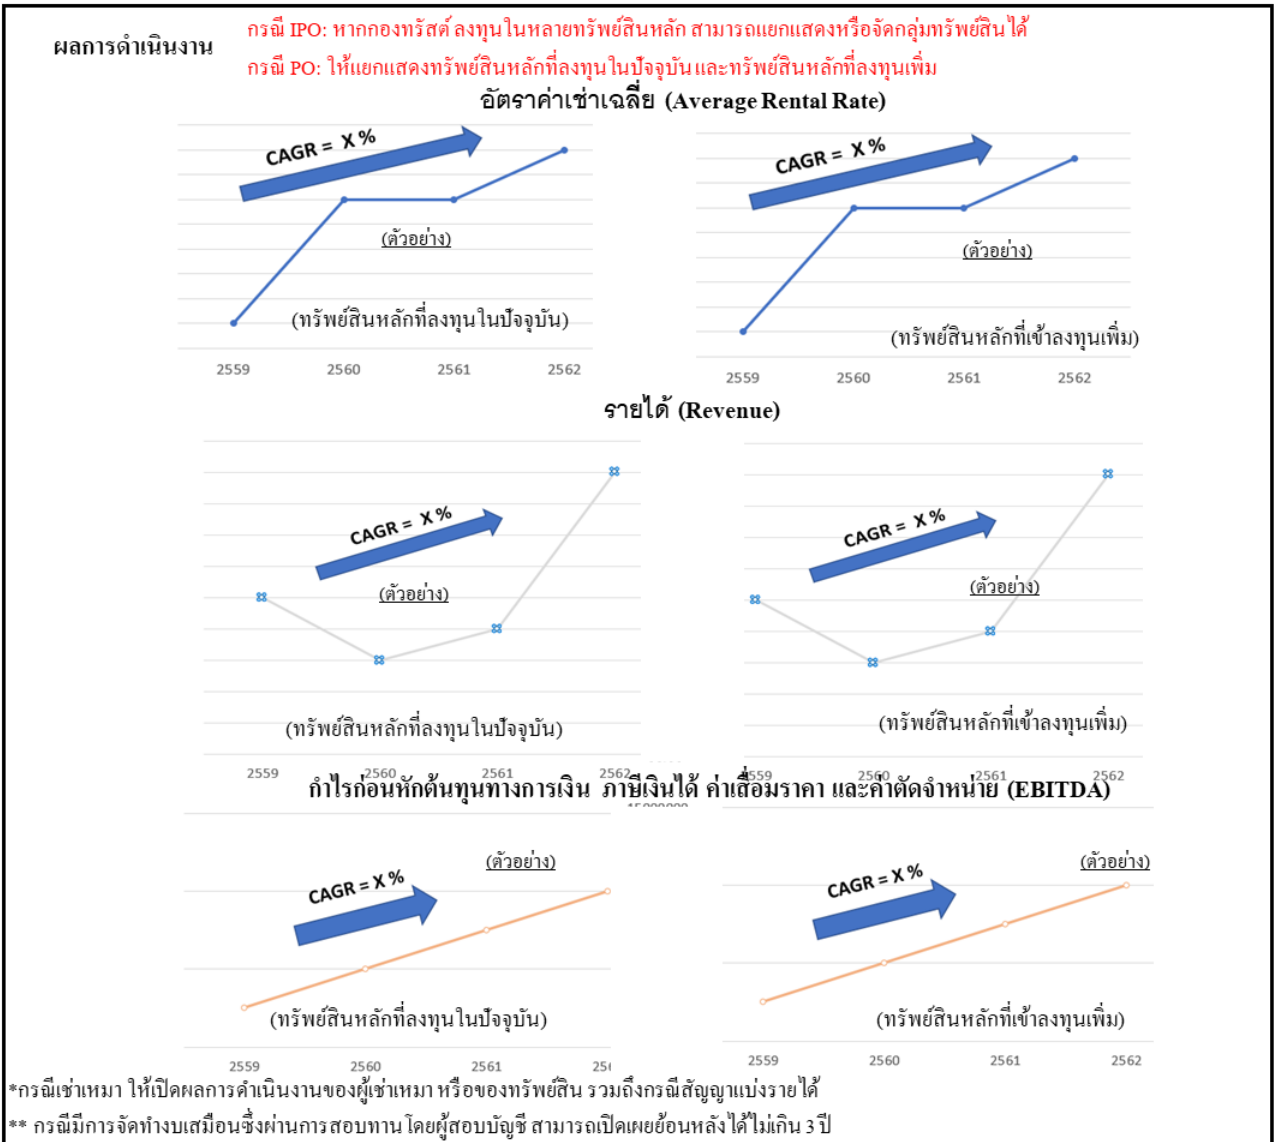 กรณี IPO: หากกองทรัสต์ ลงทุนในหลายทรัพย์สินหลัก สามารถแยกแสดงหรือจัดกลุ่มทรัพย์สินได้
ผลการดำเนินงาน
กรณี PO: ให้แยกแสดงทรัพย์สินหลักที่ลงทุนในปัจจุบัน และทรัพย์สินหลักที่ลงทุนเพิ่ม
อัตราค่าเช่าเฉลี่ย (Average Rental Rate)
CAGR = X % CAGR = X %
(ตัวอย่าง) (ตัวอย่าง)
(ทรัพย์สินหลักที่ลงทุนในปัจจุบัน) (ทรัพย์สินหลักที่เข้าลงทุนเพิ่ม)
2559 2560 2561 2562 2559 2560 2561 2562
รายได้ (Revenue)
CAGR = X % CAGR = X %
(ตัวอย่าง) (ตัวอย่าง)
(ทรัพย์สินหลักที่ลงทุนในปัจจุบัน) (ทรัพย์สินหลักที่เข้าลงทุนเพิ่ม)
2559 2560 2561 2562 2559 2560 2561 2562
กำไรก่อนหักต้นทุนทางการเงิน ภาษีเงินได้ ค่าเสื่อมราคา และค่าตัดจำหน่าย (EBITDA)
(ตัวอย่าง) (ตัวอย่าง)
CAGR = X % CAGR = X %
(ทรัพย์สินหลักที่ลงทุนในปัจจุบัน) (ทรัพย์สินหลักที่เข้าลงทุนเพิ่ม)
2559 2560 2561 2559 2560 2561 2562
*กรณีเช่าเหมา ให้เปิดผลการดำเนินงานของผู้เช่าเหมา หรือของทรัพย์สิน รวมถึงกรณีสัญญาแบ่งรายได้
** กรณีมีการจัดทำงบเสมือนซึ่งผ่านการสอบทาน โดยผู้สอบบัญชี สามารถเปิดเผยย้อนหลังได้ไม่เกิน 3 ปี